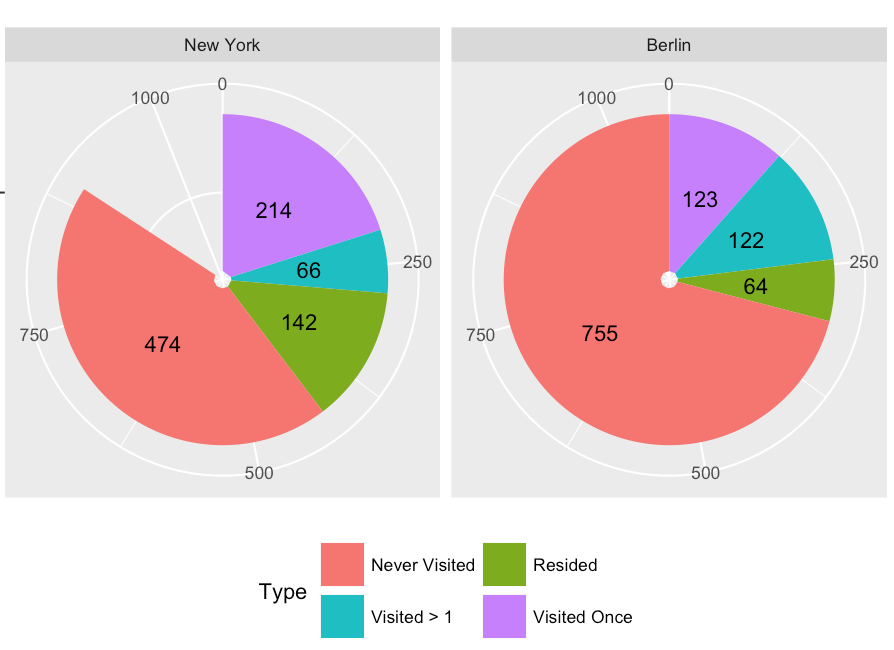 New York
Berlin
0
1000
214
66
250
142
474
750
500
0
1000
123
122
250
64
755
750
500
Type
Never Visited
Resided
Visited > 1
Visited Once